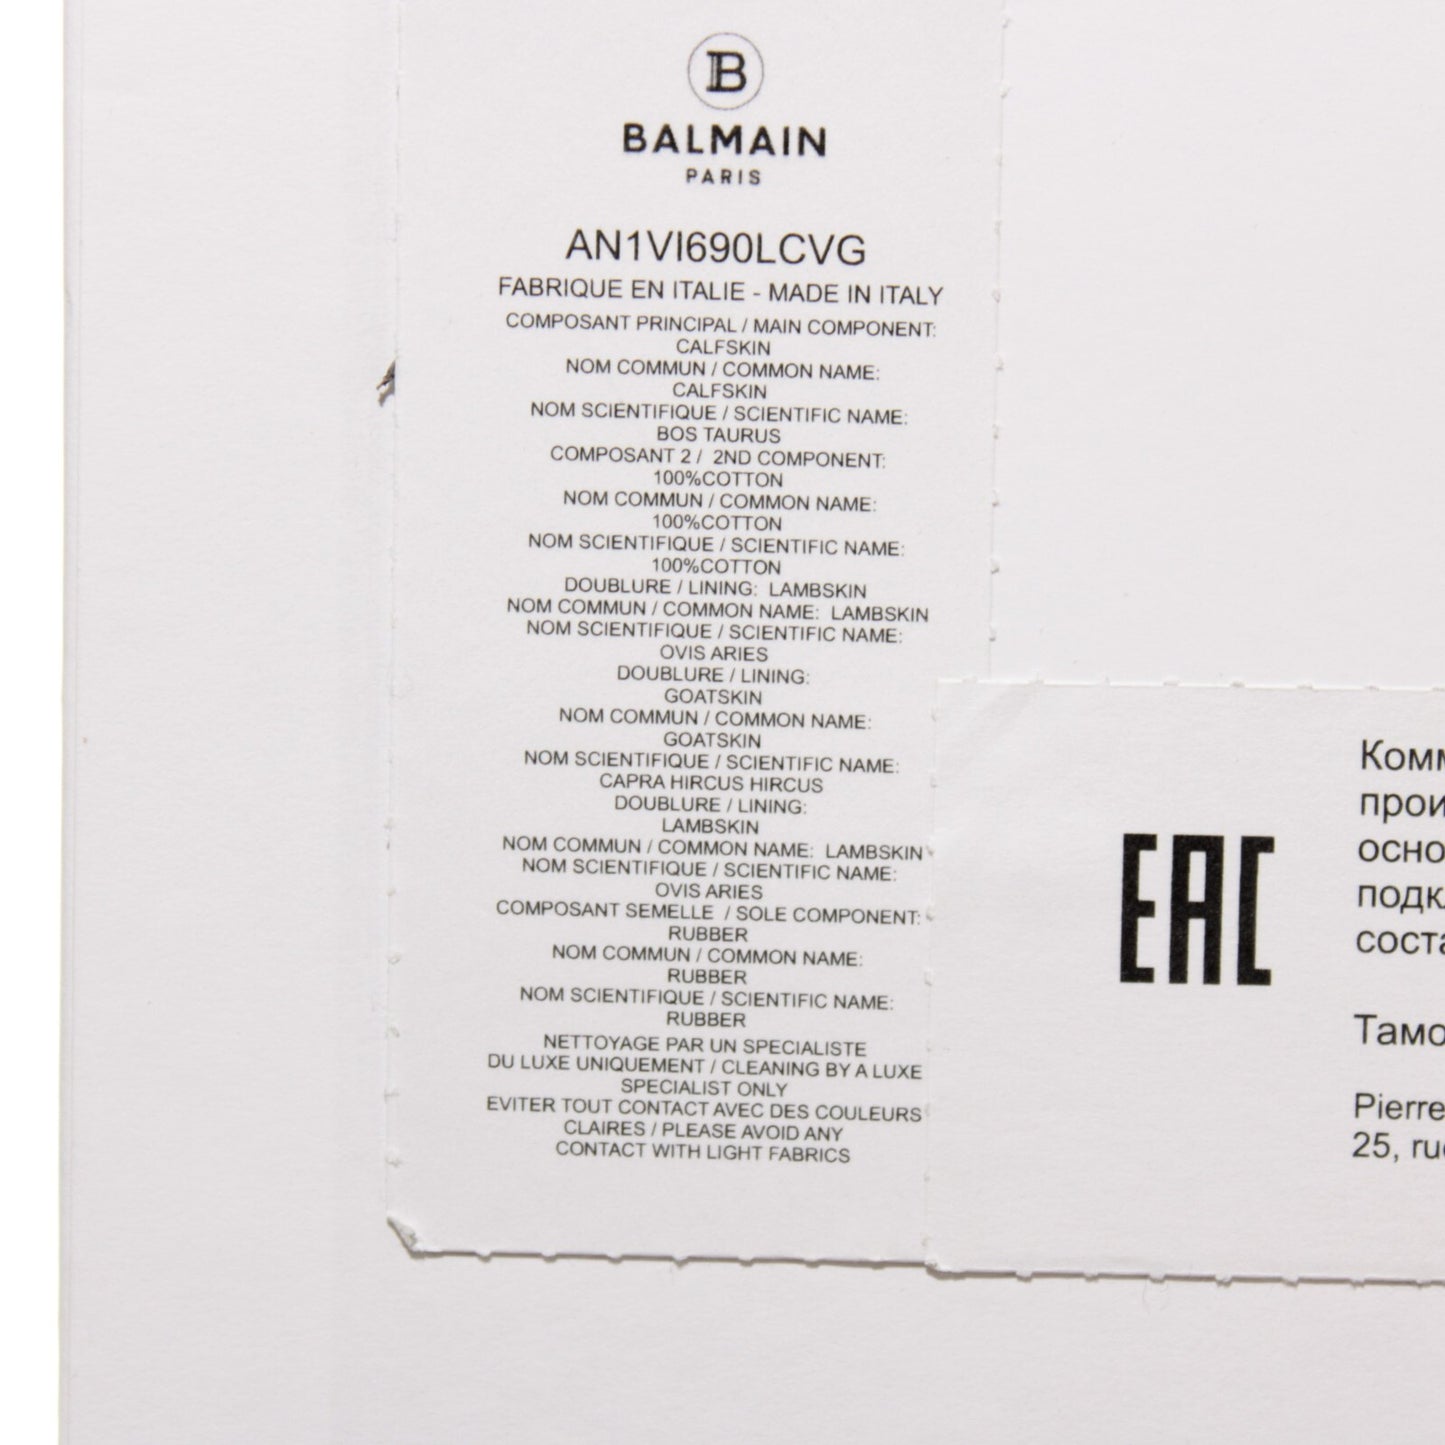 B
BALMAIN
PARIS
AN1VI690LCVG
FABRIQUE EN ITALIE - MADE IN ITALY
COMPOSANT PRINCIPAL / MAIN COMPONENT:
CALFSKIN
NOM COMMUN / COMMON NAME:
CALFSKIN
NOM SCIENTIFIQUE / SCIENTIFIC NAME:
BOS TAURUS
COMPOSANT 2 / 2ND COMPONENT:
100%COTTON
NOM COMMUN / COMMON NAME:
100%COTTON
NOM SCIENTIFIQUE / SCIENTIFIC NAME:
100%COTTON
DOUBLURE / LINING: LAMBSKIN
NOM COMMUN / COMMON NAME: LAMBSKIN
NOM SCIENTIFIQUE / SCIENTIFIC NAME:
OVIS ARIES
DOUBLURE / LINING:
GOATSKIN
NOM COMMUN / COMMON NAME:
GOATSKIN
NOM SCIENTIFIQUE / SCIENTIFIC NAME:
CAPRA HIRCUS HIRCUS
DOUBLURE / LINING:
LAMBSKIN
NOM COMMUN / COMMON NAME: LAMBSKIN
NOM SCIENTIFIQUE / SCIENTIFIC NAME:
OVIS ARIES
COMPOSANT SEMELLE / SOLE COMPONENT:
RUBBER
NOM COMMUN / COMMON NAME:
RUBBER
NOM SCIENTIFIQUE / SCIENTIFIC NAME:
RUBBER
NETTOYAGE PAR UN SPECIALISTE
DU LUXE UNIQUEMENT / CLEANING BY A LUXE
SPECIALIST ONLY
EVITER TOUT CONTACT AVEC DES COULEURS
CLAIRES / PLEASE AVOID ANY
CONTACT WITH LIGHT FABRICS
EAC
Pierre
25,